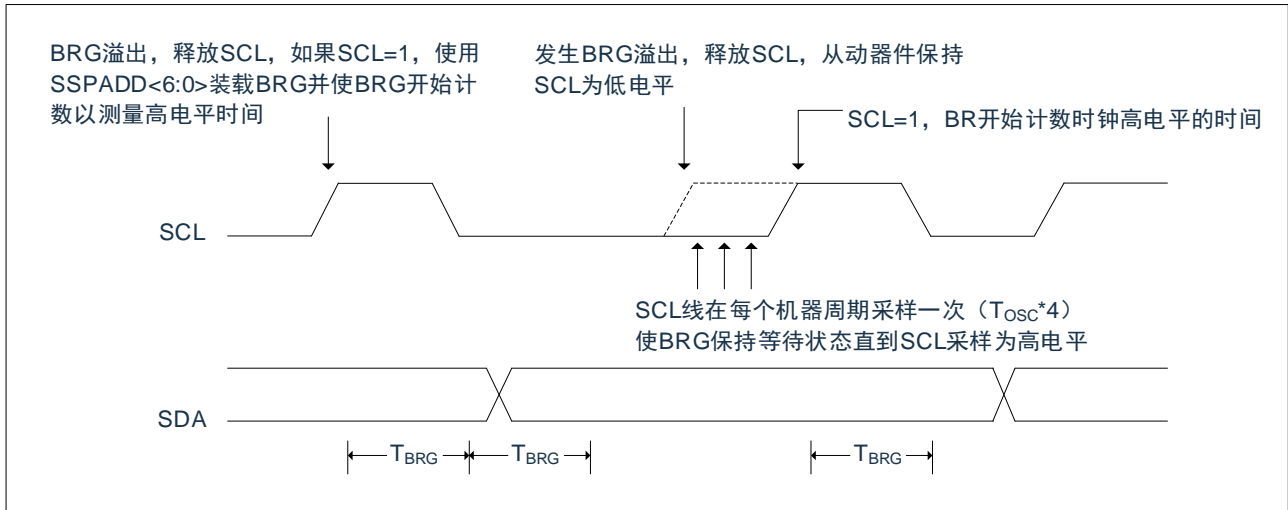 BRG溢出，释放SCL，如果SCL=1，使用
SSPADD<6:0>装载BRG并使BRG开始计
数以测量高电平时间
发生BRG溢出，释放SCL，从动器件保持
SCL为低电平
SCL=1，BR开始计数时钟高电平的时间
SCL
SCL线在每个机器周期采样一次（TOSC*4）
使BRG保持等待状态直到SCL采样为高电平
SDA
TBRG
TBRG
TBRG